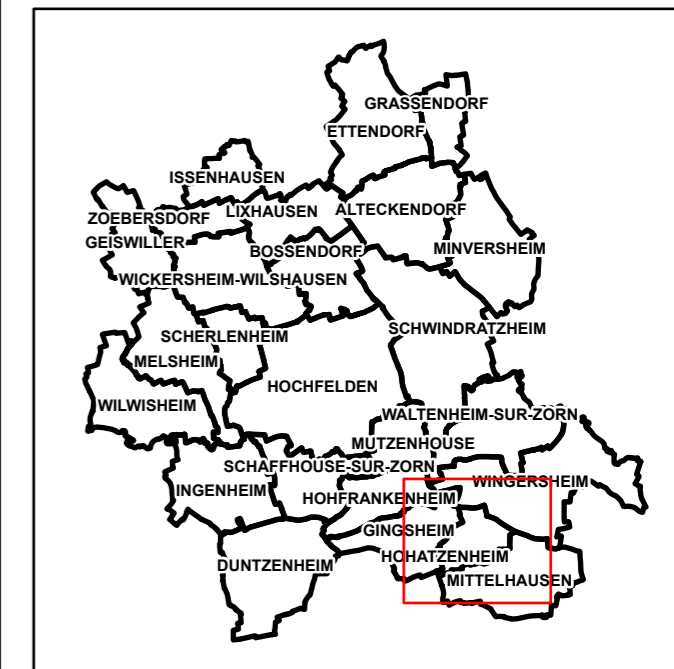 GRASSENDORF
ETTENDORF
ISSENHAUSEN
ZOEBERSDORF
LIXHAUSEN
ALTECKENDORF
GEISWILLER
BOSSENDORF
MINVERSHEIM
WICKERSHEIM-WILSHAUSEN
SCHWINDRATZHEIM
SCHERLENHEIM
MELSHEIM
HOCHFELDEN
WILWISHEIM
WALTENHEIM-SUR-ZORN
MUTZENHOUSE
SCHAFFHOUSE-SUR-ZORN
WINGERSHEIM
INGENHEIM
HOHFRANKENHEIM
GINGSHEIM
HOHATZENHEIM
DUNTZENHEIM
MITTELHAUSEN